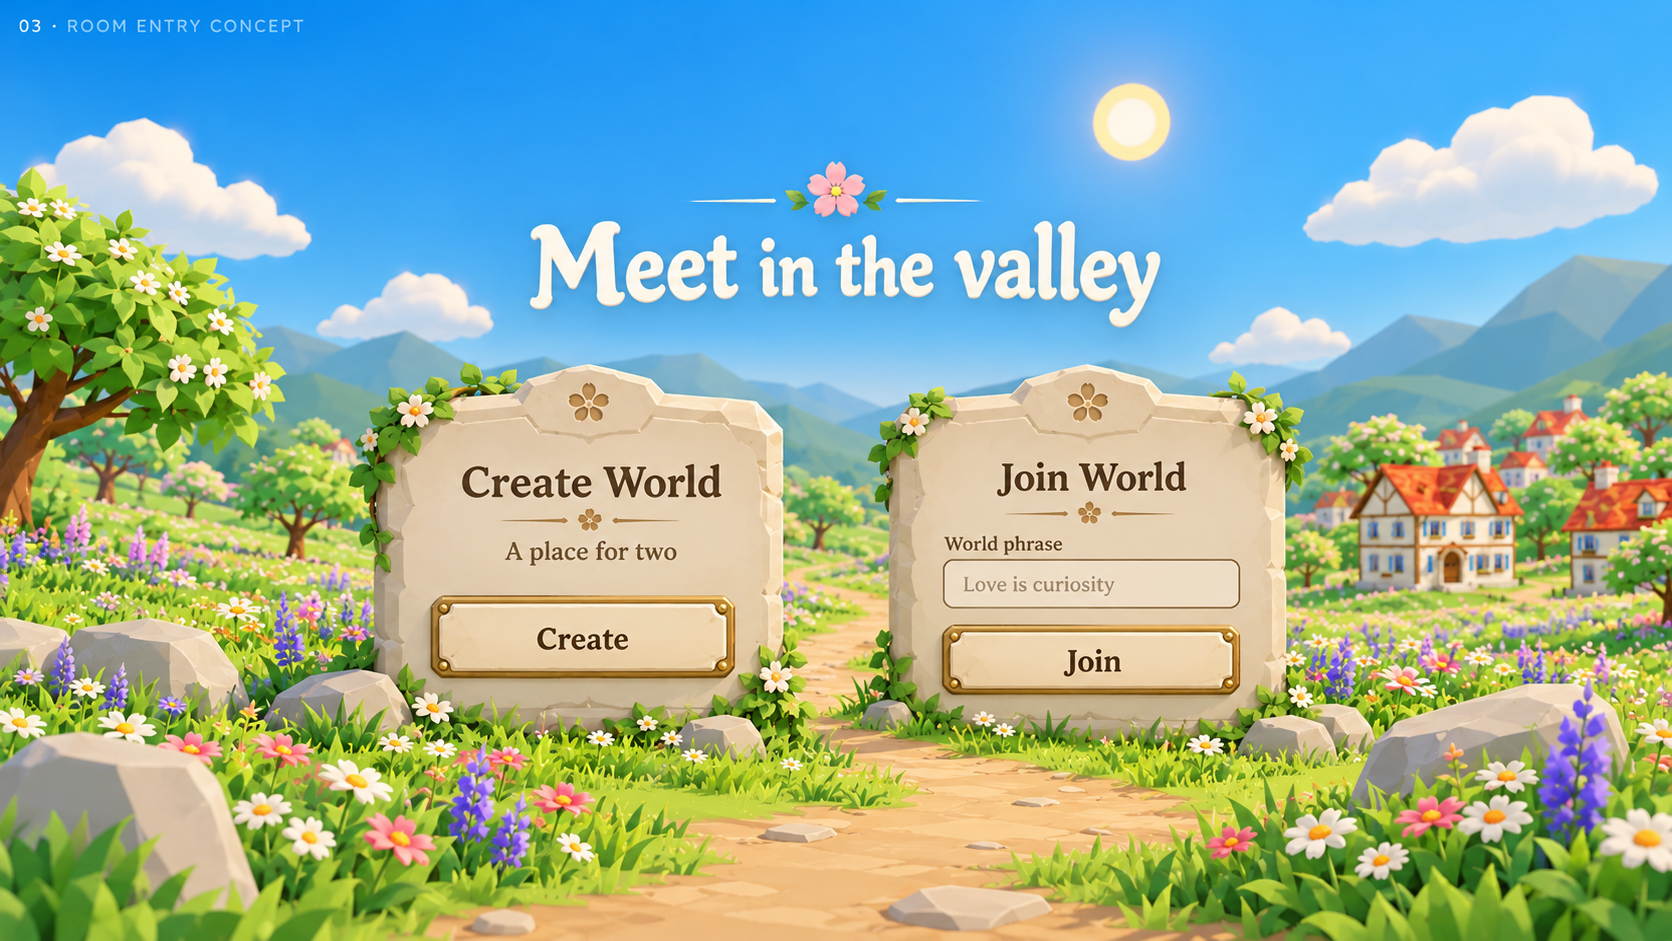 03 · ROOM ENTRY CONCEPT
Meet in the valley
Create World
A place for two
Create
Join World
World phrase
Love is curiosity
Join